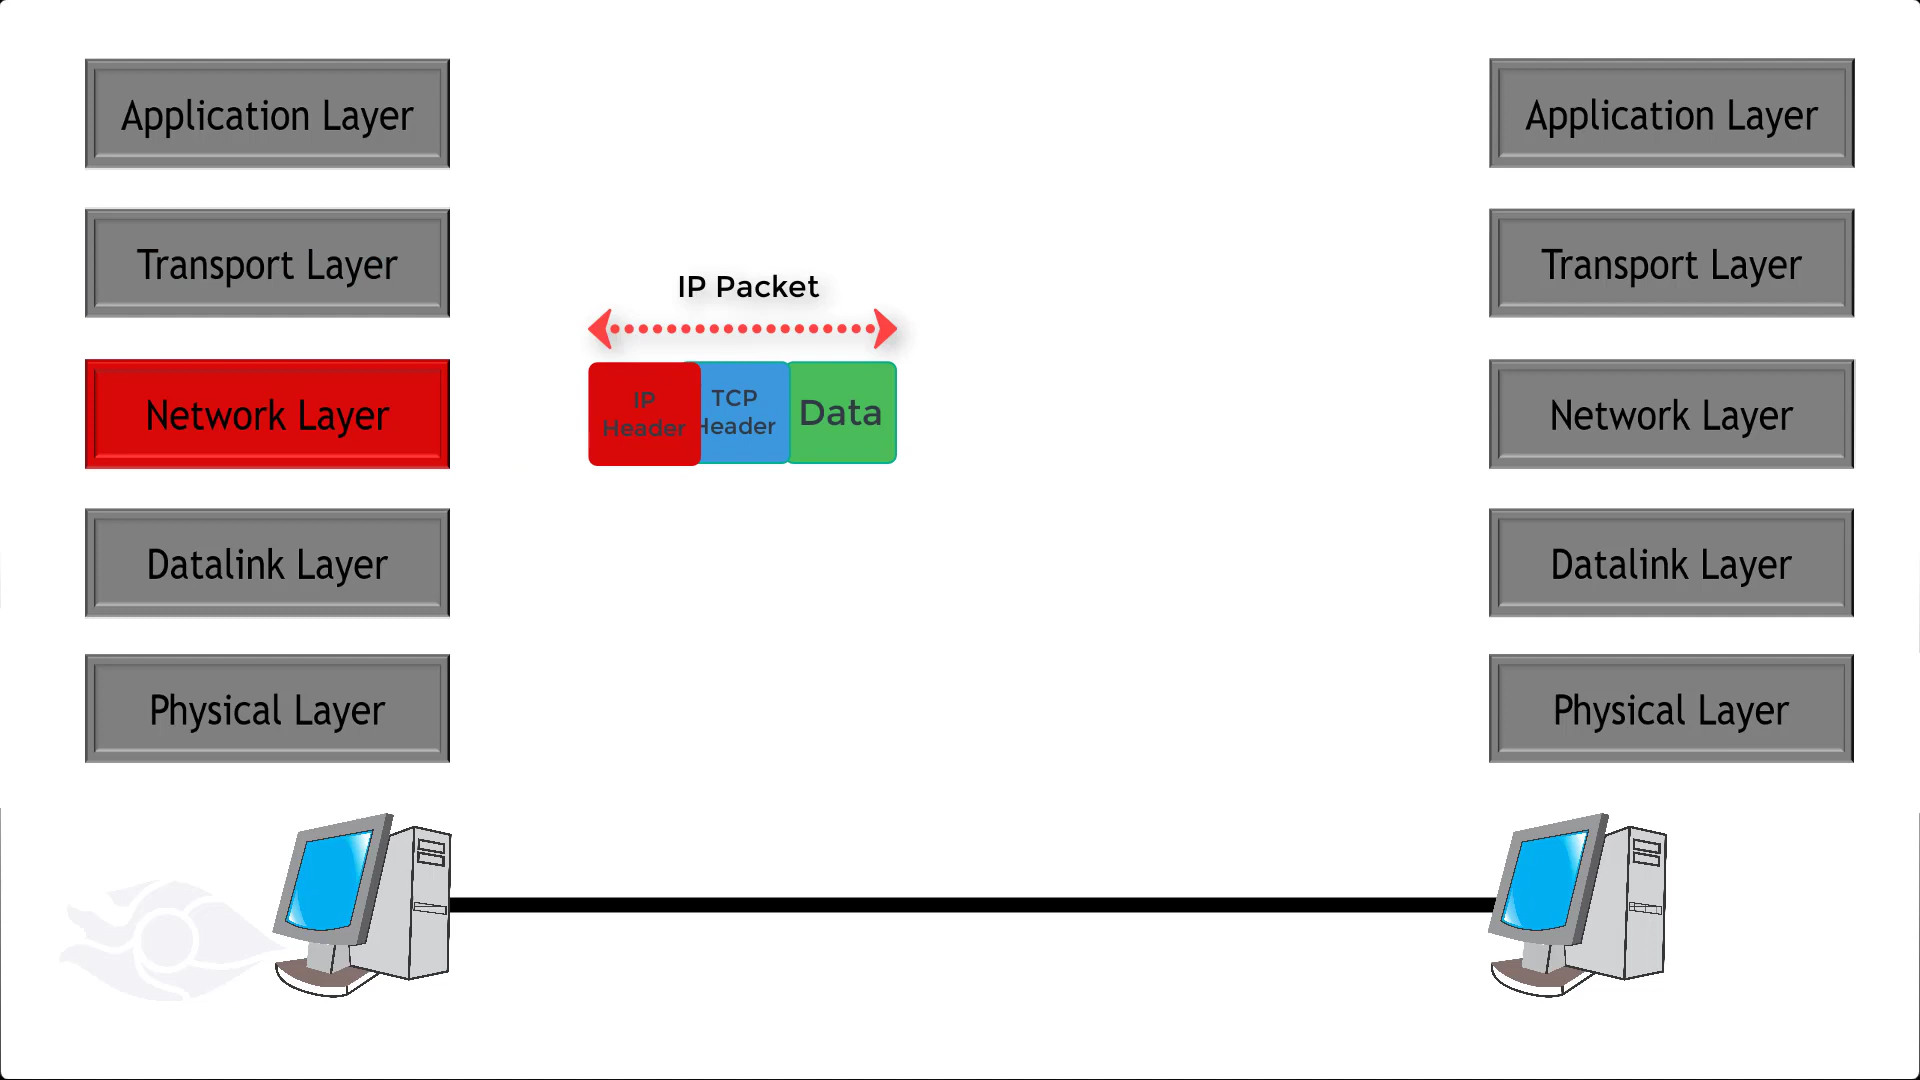 Application Layer
Transport Layer
Network Layer
Datalink Layer
Physical Layer
IP Packet
IP
Header
TCP
Header
Data
Application Layer
Transport Layer
Network Layer
Datalink Layer
Physical Layer